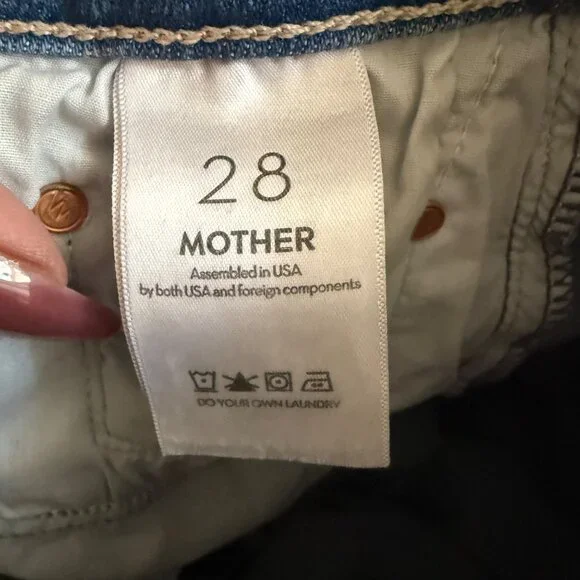 28
MOTHER
Assembled in USA
by both USA and foreign components
DO YOUR OWN LAUNDRY